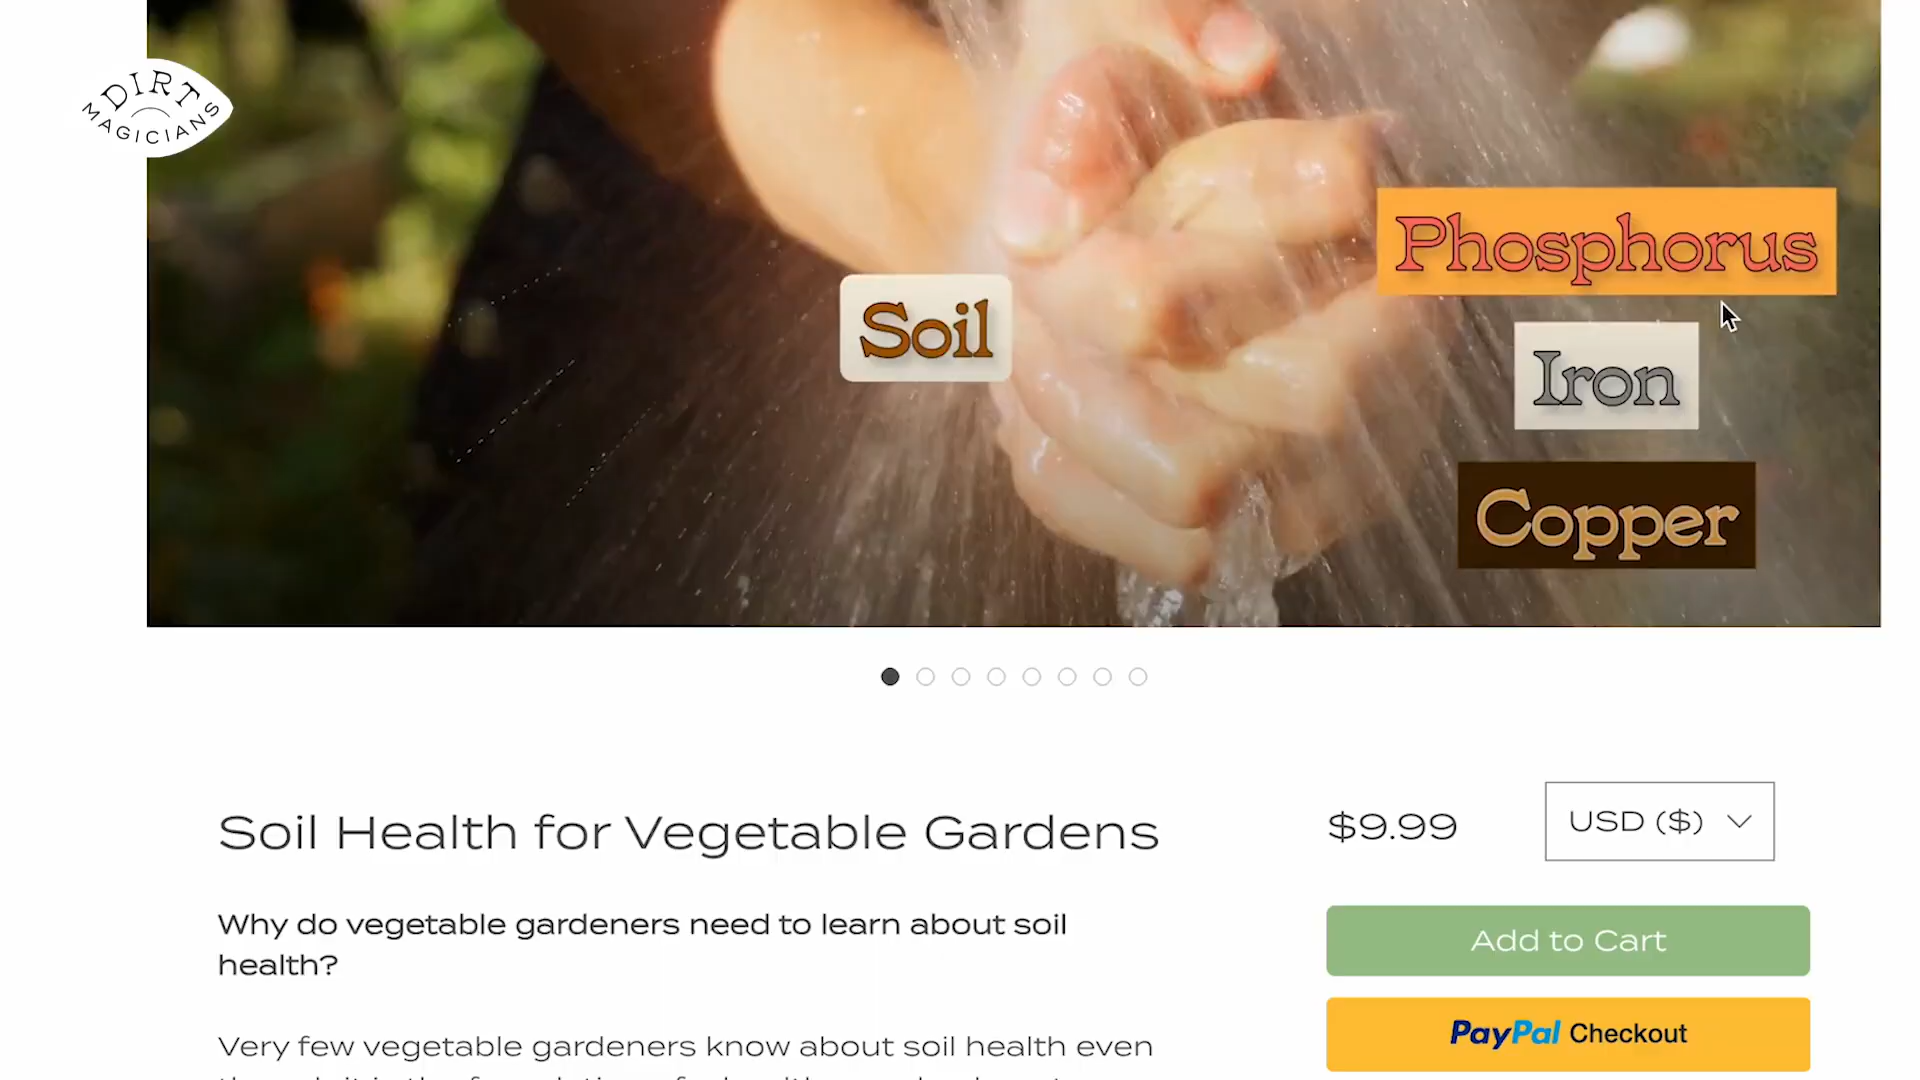 DIRT
MAGICIANS
Phosphorus
Soil
Iron
Copper
Soil Health for Vegetable Gardens
$9.99
USD ($)
Why do vegetable gardeners need to learn about soil
health?
Add to Cart
Very few vegetable gardeners know about soil health even
PayPal Checkout